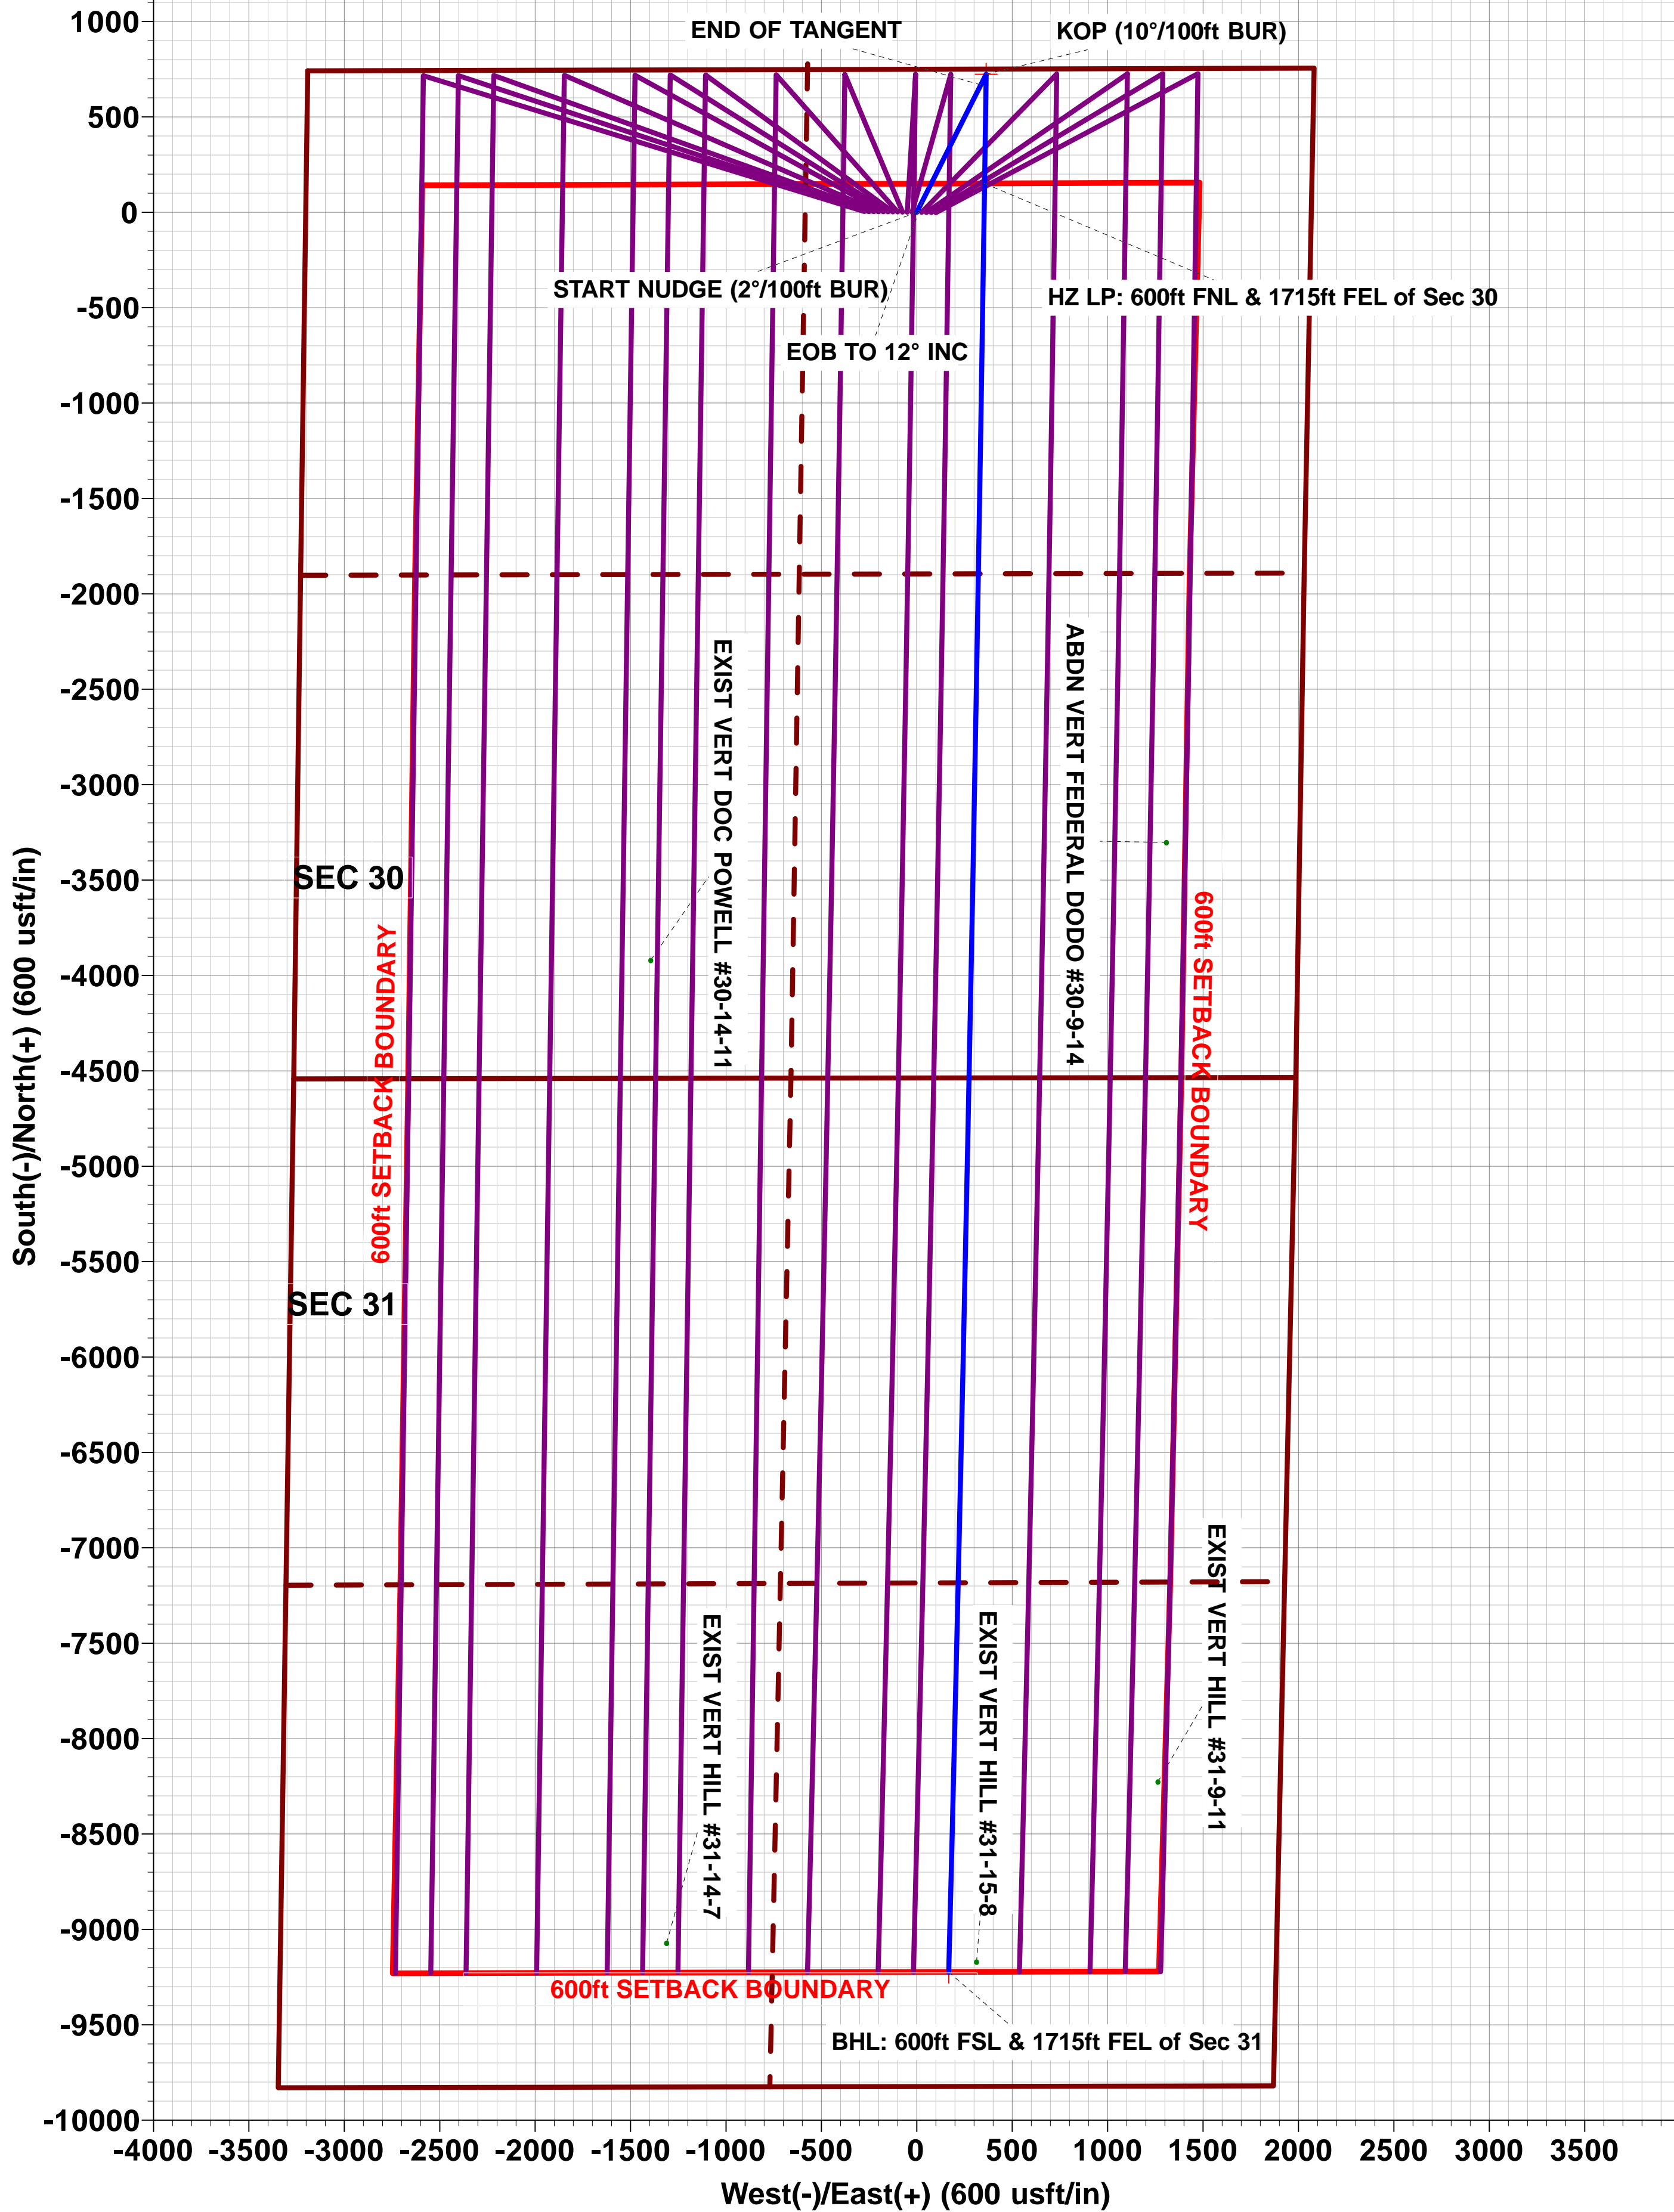 END OF TANGENT
KOP (10°/100ft BUR)
START NUDGE (2°/100ft BUR)
HZ LP: 600ft FNL & 1715ft FEL of Sec 30
EOB TO 12° INC
EXIST VERT DOC POWELL #30-14-11
ABDN VERT FEDERAL DODO #30-9-14
SEC 30
600ft SETBACK BOUNDARY
600ft SETBACK BOUNDARY
SEC 31
EXIST VERT HILL #31-9-11
EXIST VERT HILL #31-14-7
EXIST VERT HILL #31-15-8
600ft SETBACK BOUNDARY
BHL: 600ft FSL & 1715ft FEL of Sec 31
South(-)/North(+) (600 usft/in)
1000
500
0
-500
-1000
-1500
-2000
-2500
-3000
-3500
-4000
-4500
-5000
-5500
-6000
-6500
-7000
-7500
-8000
-8500
-9000
-9500
-10000
-4000 -3500 -3000 -2500 -2000 -1500 -1000 -500 0 500 1000 1500 2000 2500 3000 3500
West(-)/East(+) (600 usft/in)